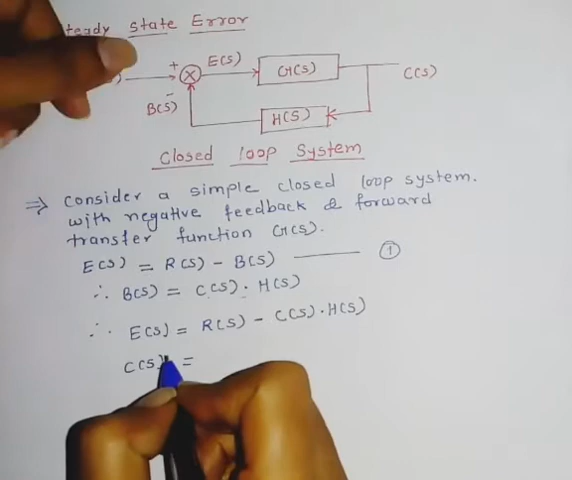 teady state Error
E(S)
G(S)
C(S)
+
-
B(S)
H(S)
Closed loop System
⇒ Consider a simple closed loop system.
with negative feedback & forward
transfer function G(S).
E(S) = R(S) - B(S) ——— ①
∴ B(S) = C(S) . H(S)
∴ E(S) = R(S) - C(S) . H(S)
C(S) =